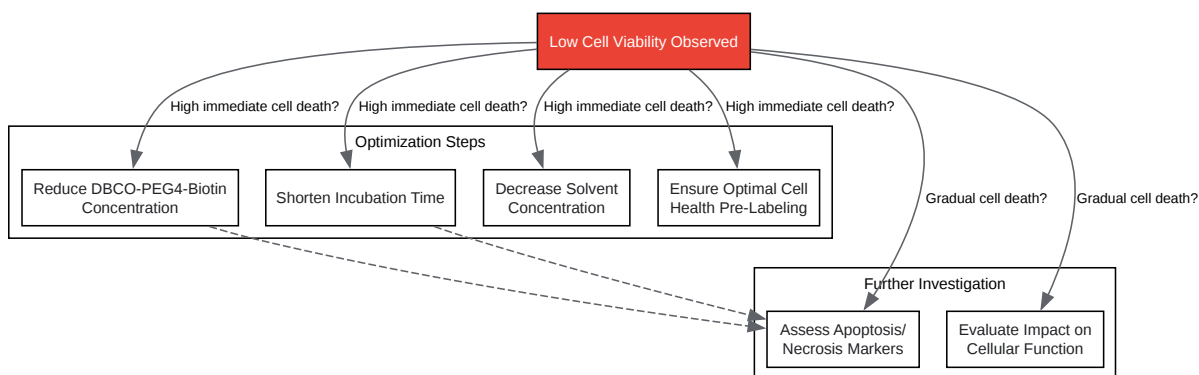 Low Cell Viability Observed
High immediate cell death?
High immediate cell death?
High immediate cell death?
High immediate cell death?
Optimization Steps
Reduce DBCO-PEG4-Biotin
Concentration
Shorten Incubation Time
Decrease Solvent
Concentration
Ensure Optimal Cell
Health Pre-Labeling
Gradual cell death?
Gradual cell death?
Further Investigation
Assess Apoptosis/
Necrosis Markers
Evaluate Impact on
Cellular Function